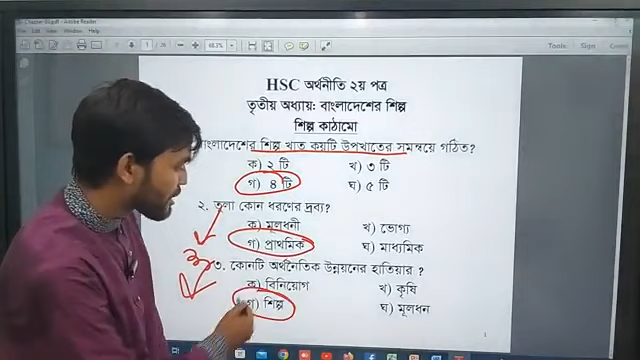 HSC অর্থনীতি ২য় পত্র
তৃতীয় অধ্যায়: বাংলাদেশের শিল্প
শিল্প কাঠামো
বাংলাদেশের শিল্প খাত কয়টি উপখাতের সমন্বয়ে গঠিত?
ক) ২ টি খ) ৩ টি
গ) ৪ টি ঘ) ৫ টি
২. তুলা কোন ধরণের দ্রব্য?
ক) মূলধনী খ) ভোগ্য
গ) প্রাথমিক ঘ) মাধ্যমিক
৩. কোনটি অর্থনৈতিক উন্নয়নের হাতিয়ার ?
ক) বিনিয়োগ খ) কৃষি
গ) শিল্প ঘ) মূলধন